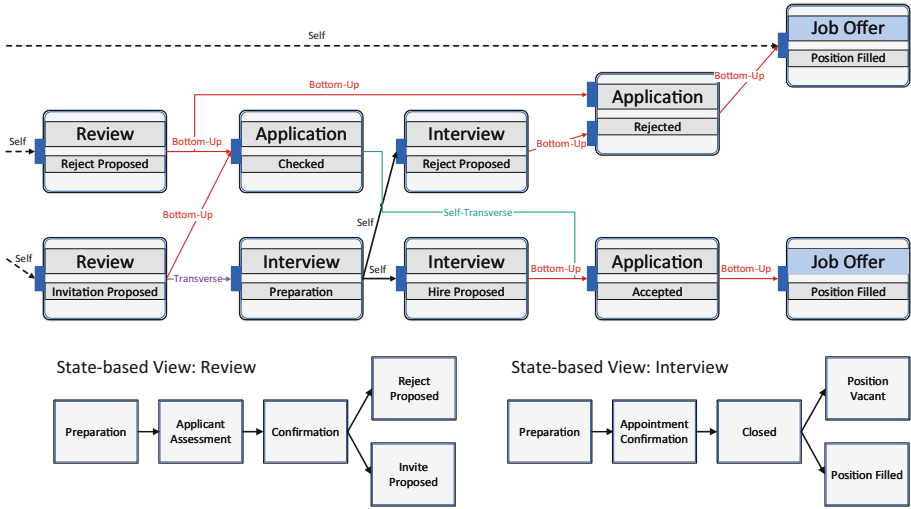 Self
Job Offer
Position Filled
Bottom-Up
Bottom-Up
Application
Rejected
Self
Review
Reject Proposed
Bottom-Up
Application
Checked
Interview
Reject Proposed
Bottom-Up
Bottom-Up
Self
Self-Transverse
Self
Review
Invitation Proposed
Transverse
Interview
Preparation
Self
Interview
Hire Proposed
Bottom-Up
Application
Accepted
Bottom-Up
Job Offer
Position Filled
State-based View: Review
Preparation
Applicant
Assessment
Confirmation
Reject
Proposed
Invite
Proposed
State-based View: Interview
Preparation
Appointment
Confirmation
Closed
Position
Vacant
Position Filled